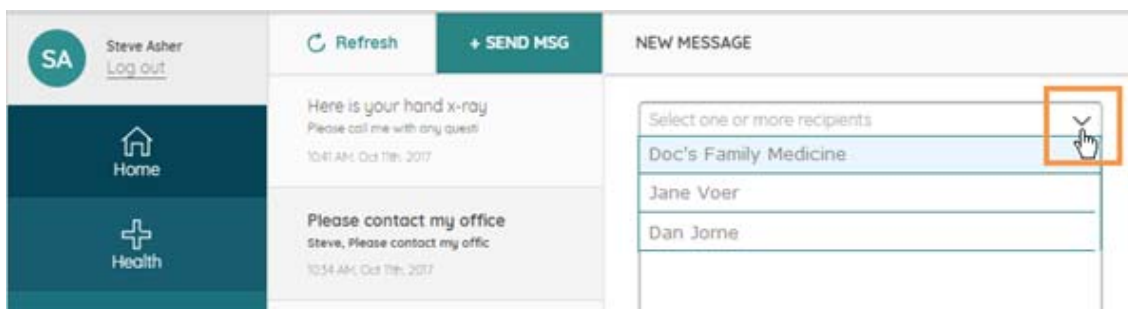 SA
Steve Asher
Log out
Home
Health
Refresh
+ SEND MSG
Here is your hand x-ray
Please call me with any questi
10:41 AM, Oct 11th, 2017
Please contact my office
Steve, Please contact my offic
10:34 AM, Oct 11th, 2017
NEW MESSAGE
Select one or more recipients
Doc's Family Medicine
Jane Voer
Dan Jorne